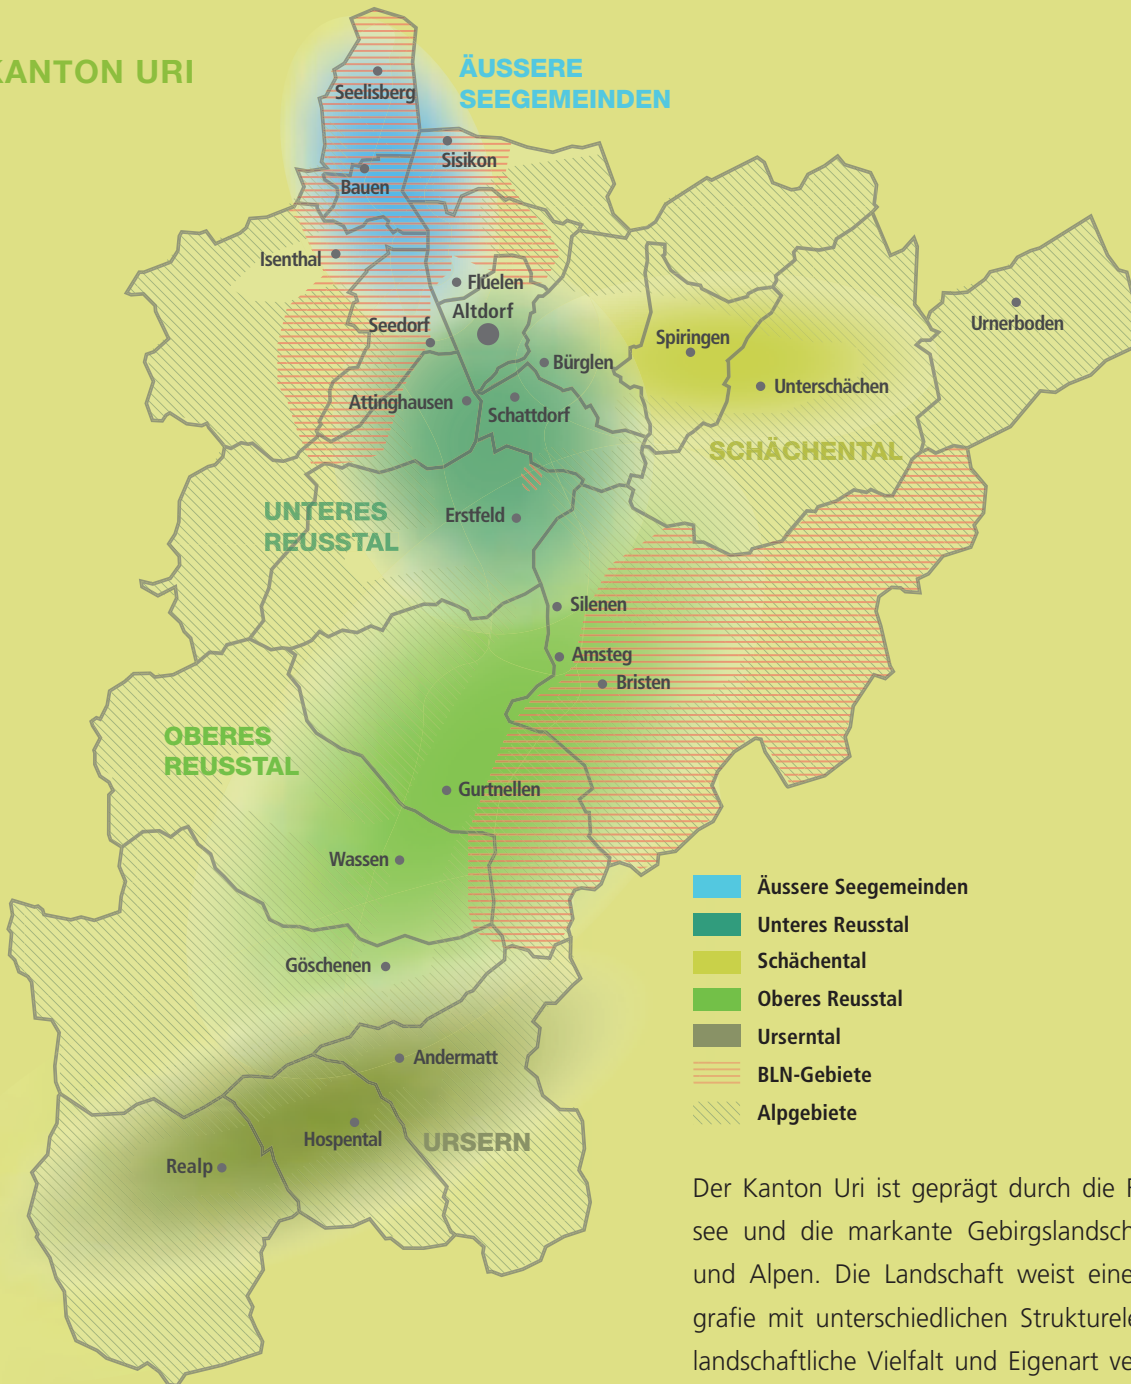 KANTON URI
ÄUSSERE
SEEGEMEINDEN
Seelisberg
Sisikon
Bauen
Isenthal
Flüelen
Altdorf
Seedorf
Bürglen
Spiringen
Urnerboden
Unterschächen
Attinghausen
Schattdorf
SCHÄCHENTAL
UNTERES
REUSSTAL
Erstfeld
Silenen
Amsteg
Bristen
OBERES
REUSSTAL
Gurtnellen
Wassen
Göschenen
Andermatt
Hospental
URSERN
Realp
Äussere Seegemeinden
Unteres Reusstal
Schächental
Oberes Reusstal
Urserntal
BLN-Gebiete
Alpgebiete
Der Kanton Uri ist geprägt durch die
see und die markante Gebirgslandsch
und Alpen. Die Landschaft weist eine
grafie mit unterschiedlichen Strukturel
landschaftliche Vielfalt und Eigenart ve